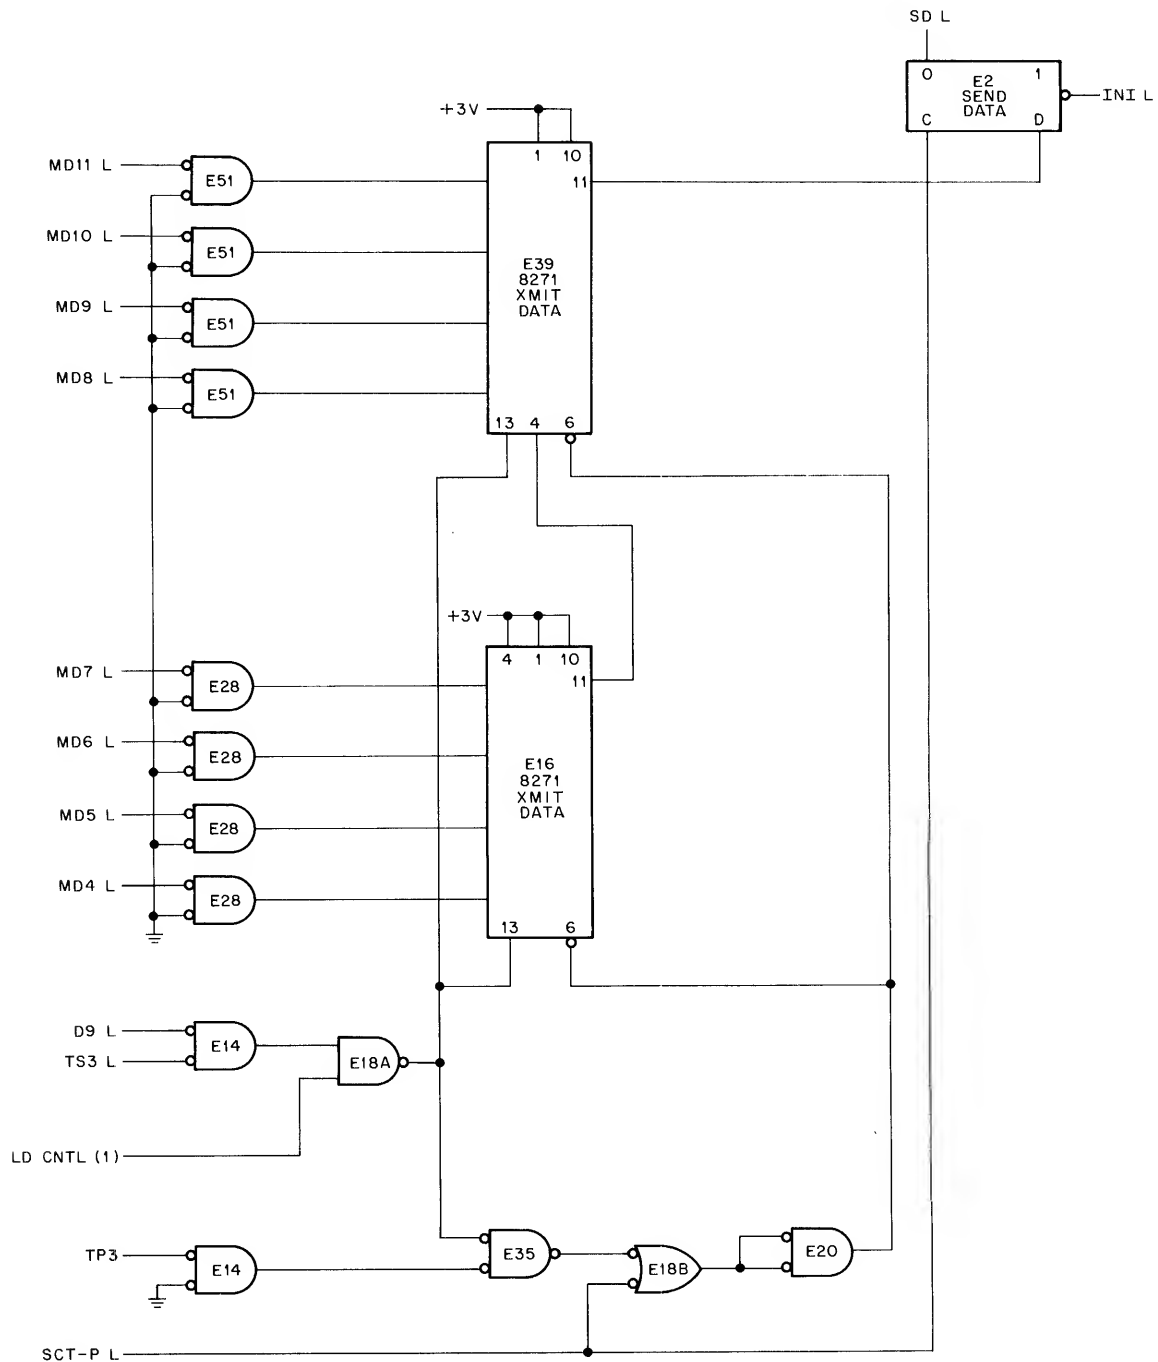 SD L
0 1
E2
SEND
DATA
C D
INI L
+3V
1 10
11
MD11 L
E51
MD10 L
E51
MD9 L
E51
MD8 L
E51
E39
8271
XMIT
DATA
13 4 6
+3V
4 1 10
11
MD7 L
E28
MD6 L
E28
MD5 L
E28
MD4 L
E28
E16
8271
XMIT
DATA
13 6
D9 L
TS3 L
E14
E18A
LD CNTL (1)
TP3
E14
E35
E18B
E20
SCT-P L